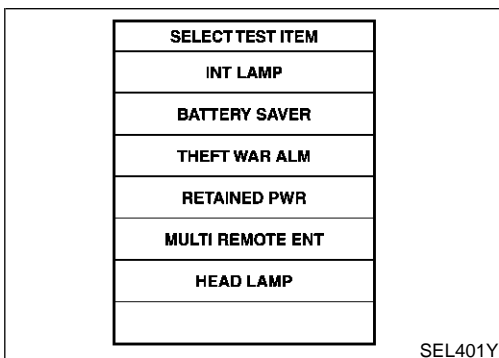 SELECT TEST ITEM
INT LAMP
BATTERY SAVER
THEFT WAR ALM
RETAINED PWR
MULTI REMOTE ENT
HEAD LAMP
SEL401Y